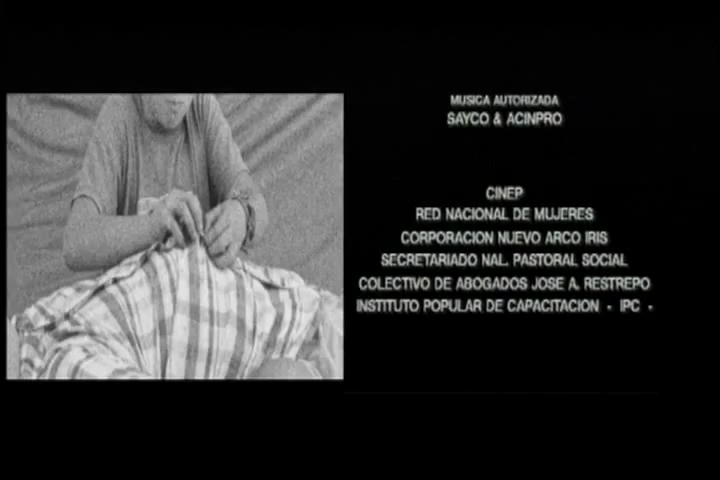 MUSICA AUTORIZADA
SAYCO & ACINPRO
CINEP
RED NACIONAL DE MUJERES
CORPORACION NUEVO ARCO IRIS
SECRETARIADO NAL. PASTORAL SOCIAL
COLECTIVO DE ABOGADOS JOSE A. RESTREPO
INSTITUTO POPULAR DE CAPACITACION - IPC -